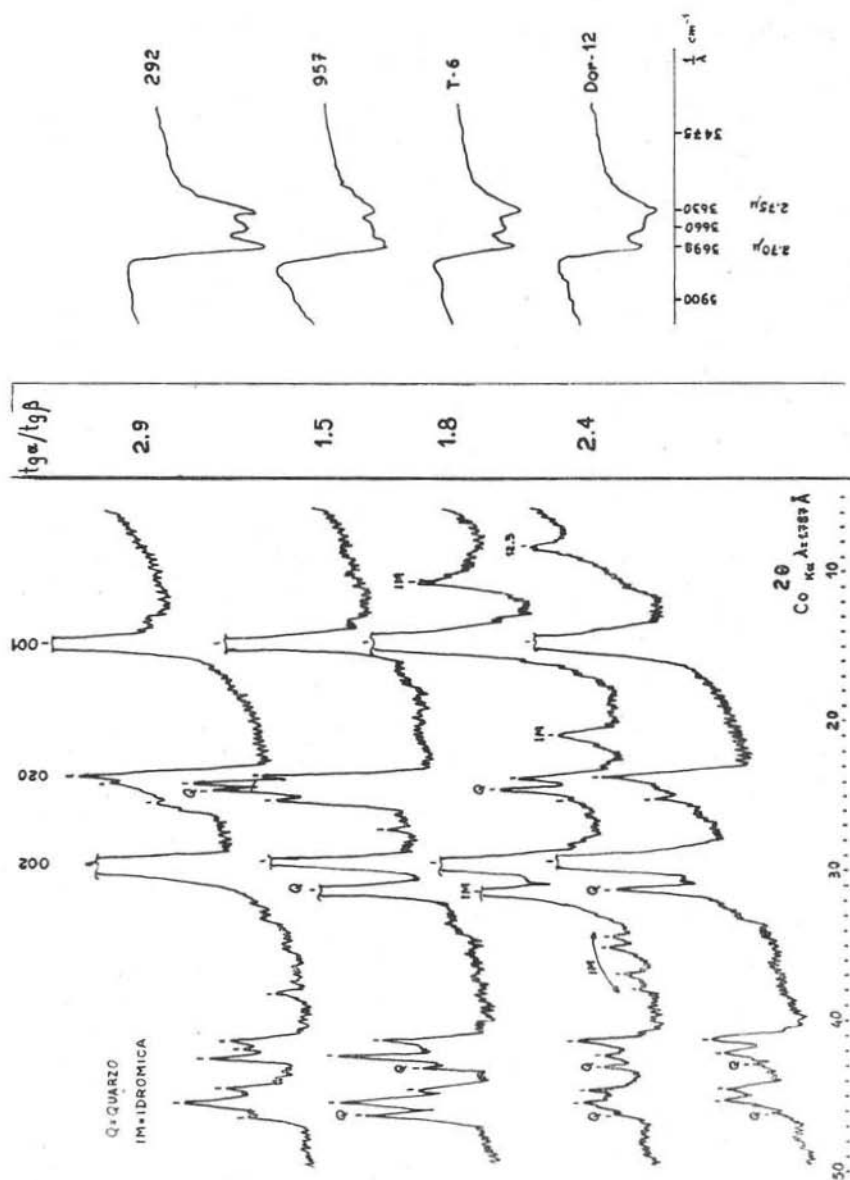 292
957
T-6
Dor-12
1/λ cm⁻¹
3475
3630
3660
3698
3900
2.75μ
2.70μ
tgα/tgβ
2.9
1.5
1.8
2.4
001
020
002
Q
IM
12.5
IM
Q
Q
IM
Q
IM
Q
Q
Q
Q
Q
Q
Q=QUARZO
IM=IDROMICA
2θ
Co Kα λ=1.787 Å
10
20
30
40
50